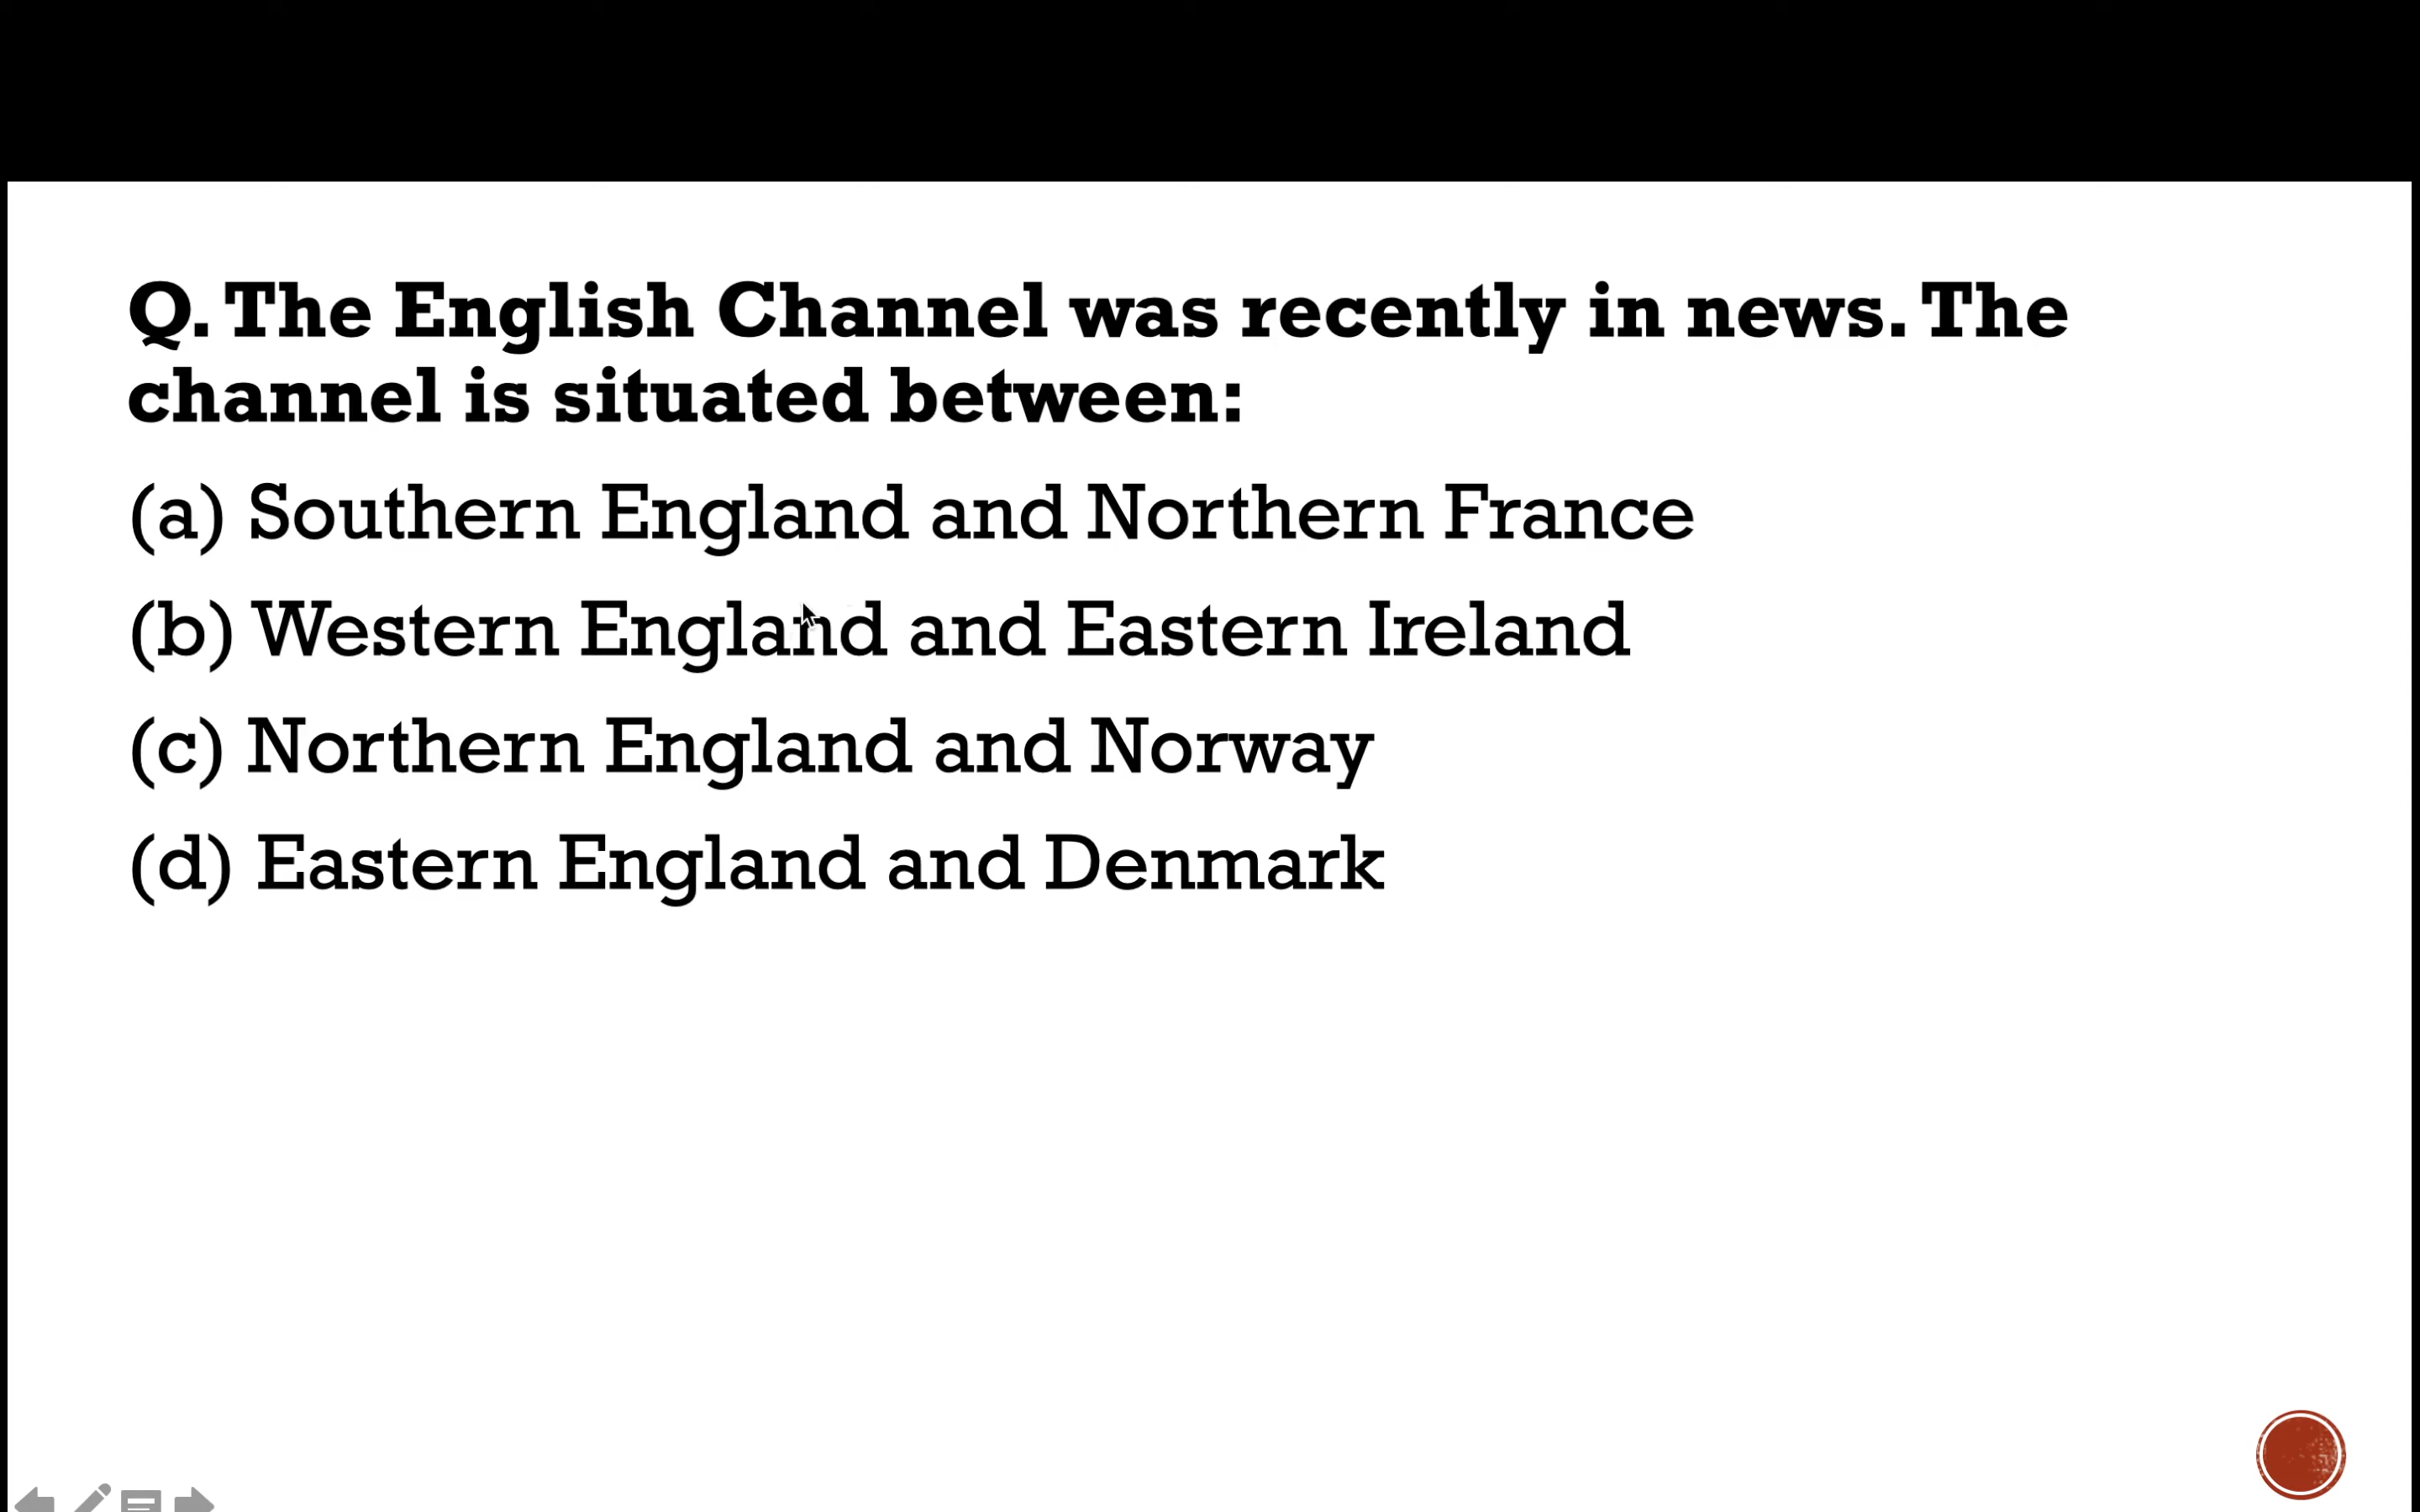 Q. The English Channel was recently in news. The
channel is situated between:
(a) Southern England and Northern France
(b) Western England and Eastern Ireland
(c) Northern England and Norway
(d) Eastern England and Denmark